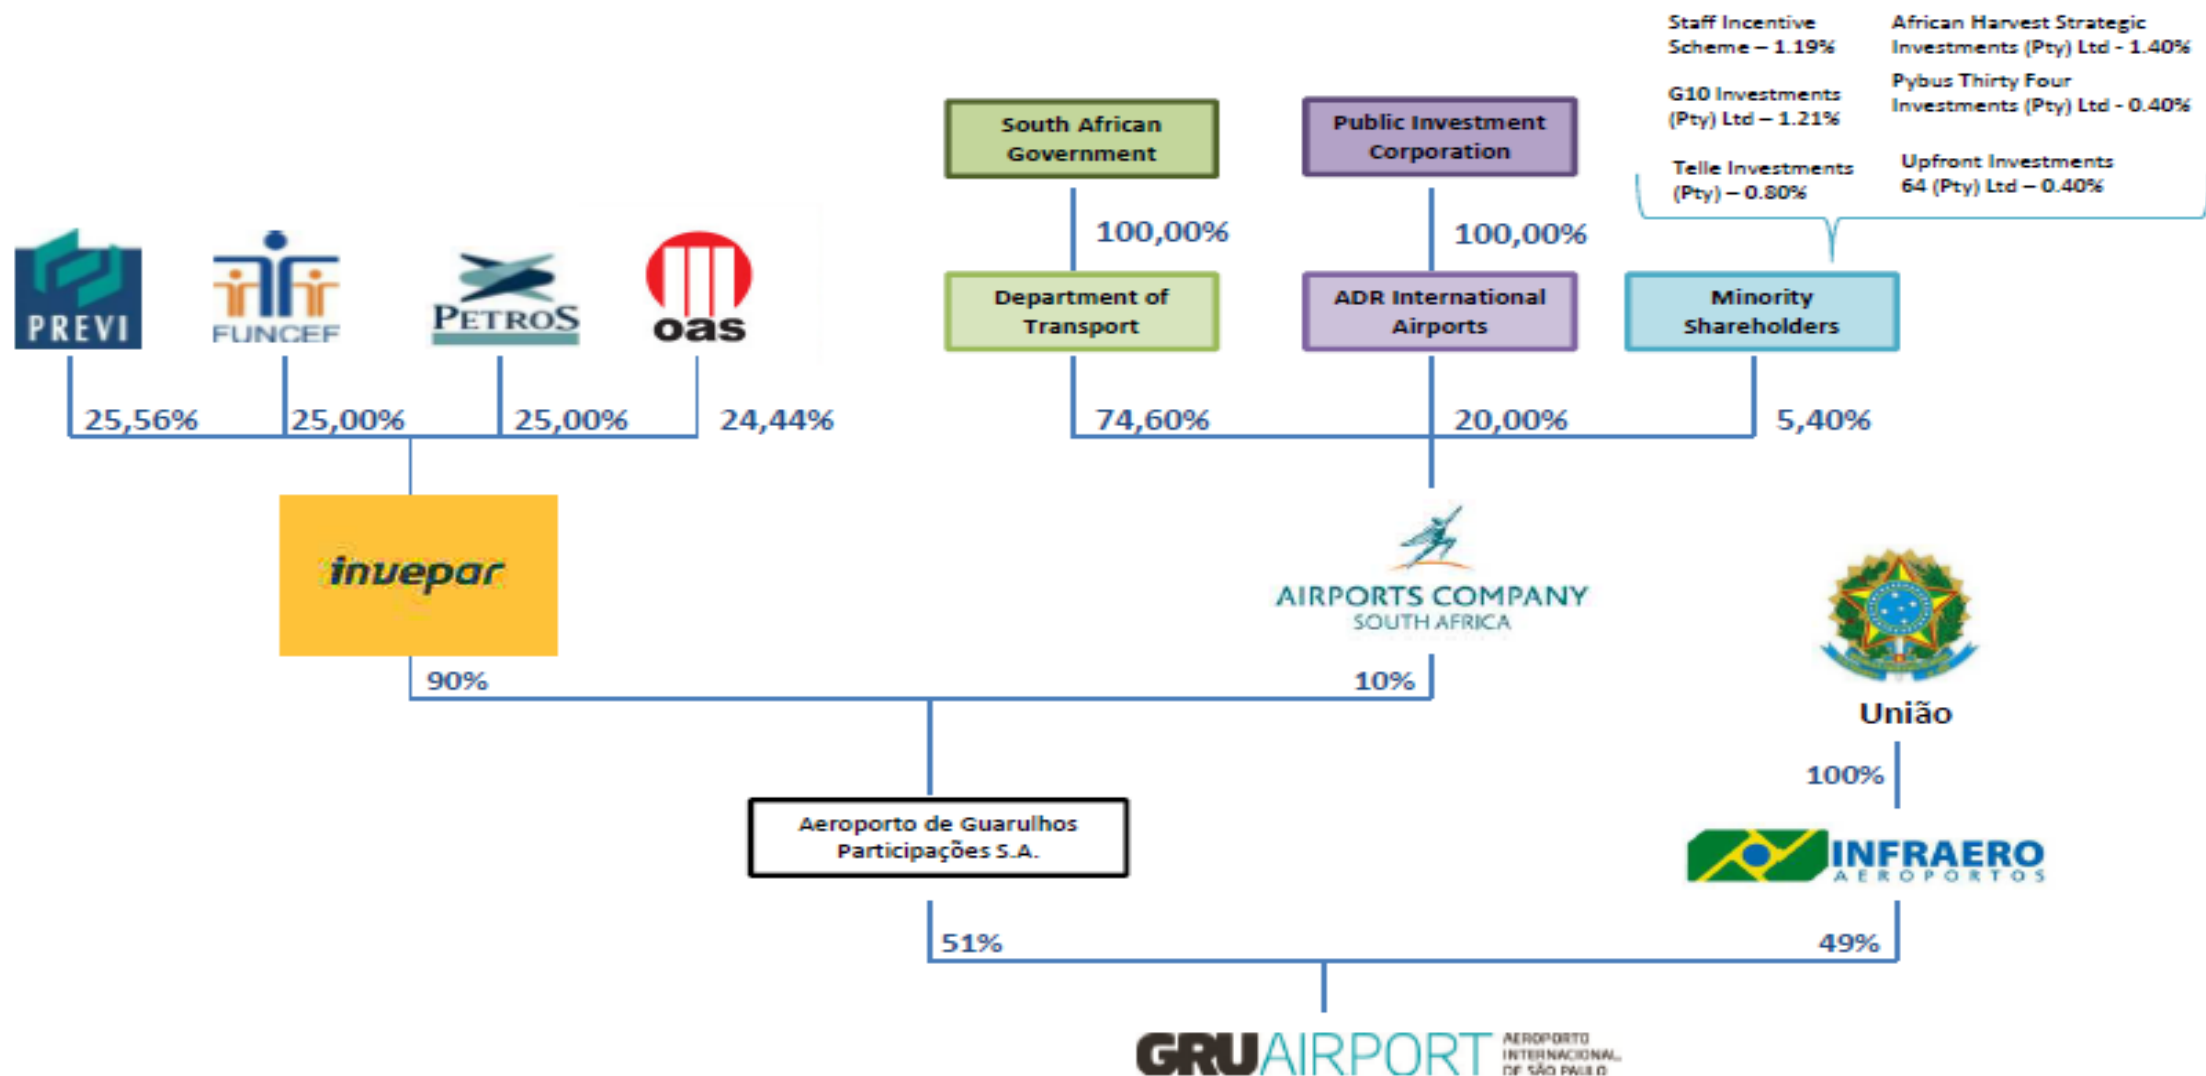 Staff Incentive
Scheme – 1.19%
African Harvest Strategic
Investments (Pty) Ltd - 1.40%
G10 Investments
(Pty) Ltd – 1.21%
Pybus Thirty Four
Investments (Pty) Ltd - 0.40%
Telle Investments
(Pty) – 0.80%
Upfront Investments
64 (Pty) Ltd – 0.40%
South African
Government
Public Investment
Corporation
100,00%
100,00%
PREVI
FUNCEF
PETROS
oas
Department of
Transport
ADR International
Airports
Minority
Shareholders
25,56%
25,00%
25,00%
24,44%
74,60%
20,00%
5,40%
invepar
AIRPORTS COMPANY
SOUTH AFRICA
90%
10%
União
100%
Aeroporto de Guarulhos
Participações S.A.
INFRAERO
AEROPORTOS
51%
49%
GRUAIRPORT
AEROPORTO
INTERNACIONAL
DE SÃO PAULO